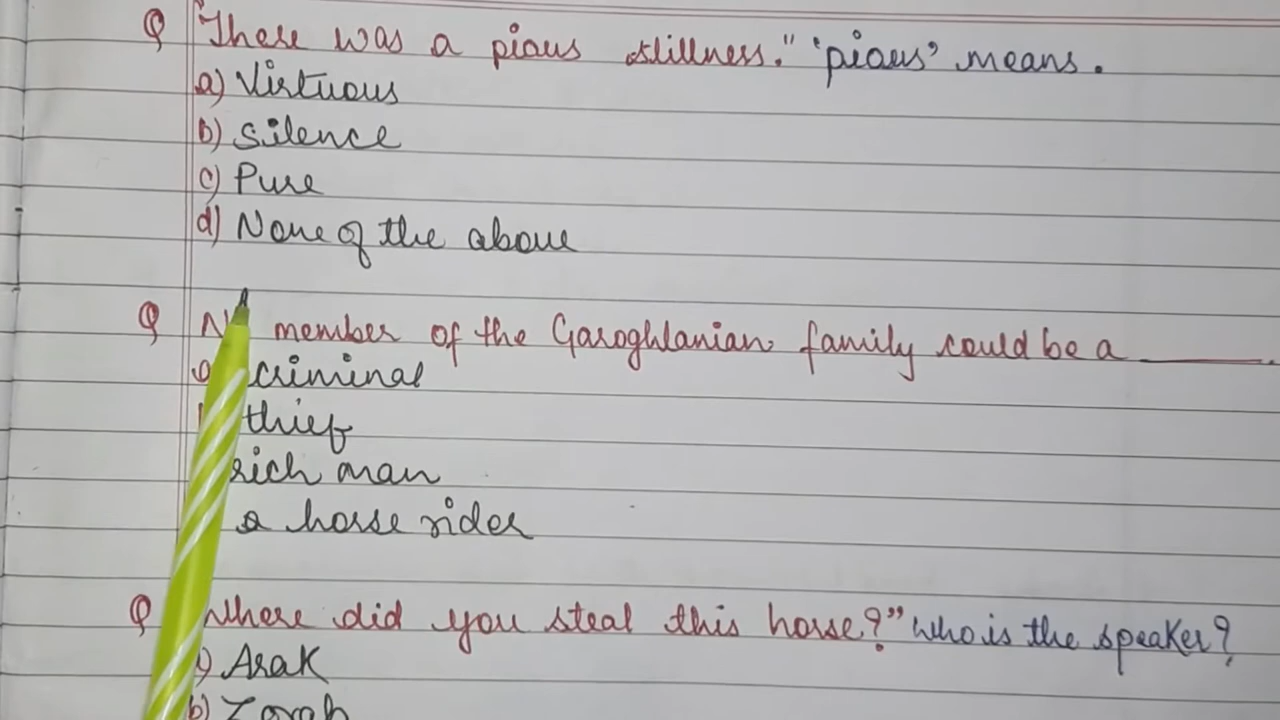 Q "There was a pious stillness." 'pious' means.
a) Virtuous
b) Silence
c) Pure
d) None of the above
Q member of the Garoghlanian family could be a ______.
criminal
thief
rich man
a horse rider
Q Where did you steal this horse?" who is the speaker?
Arak
b) Zorab